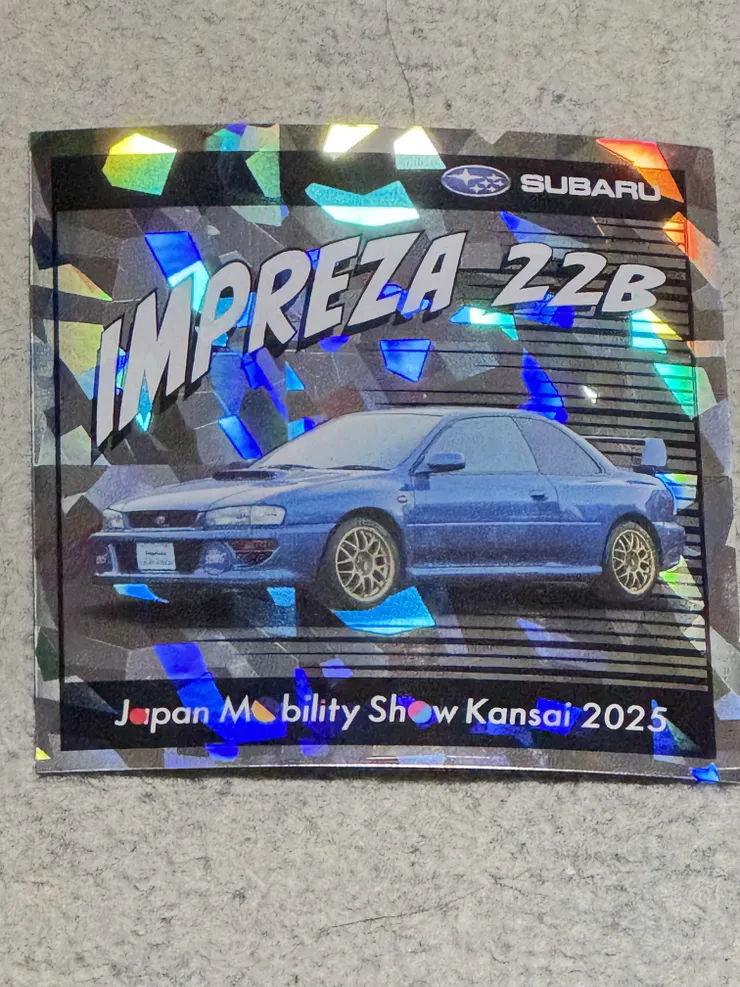 SUBARU
IMPREZA 22B
Japan Mobility Show Kansai 2025